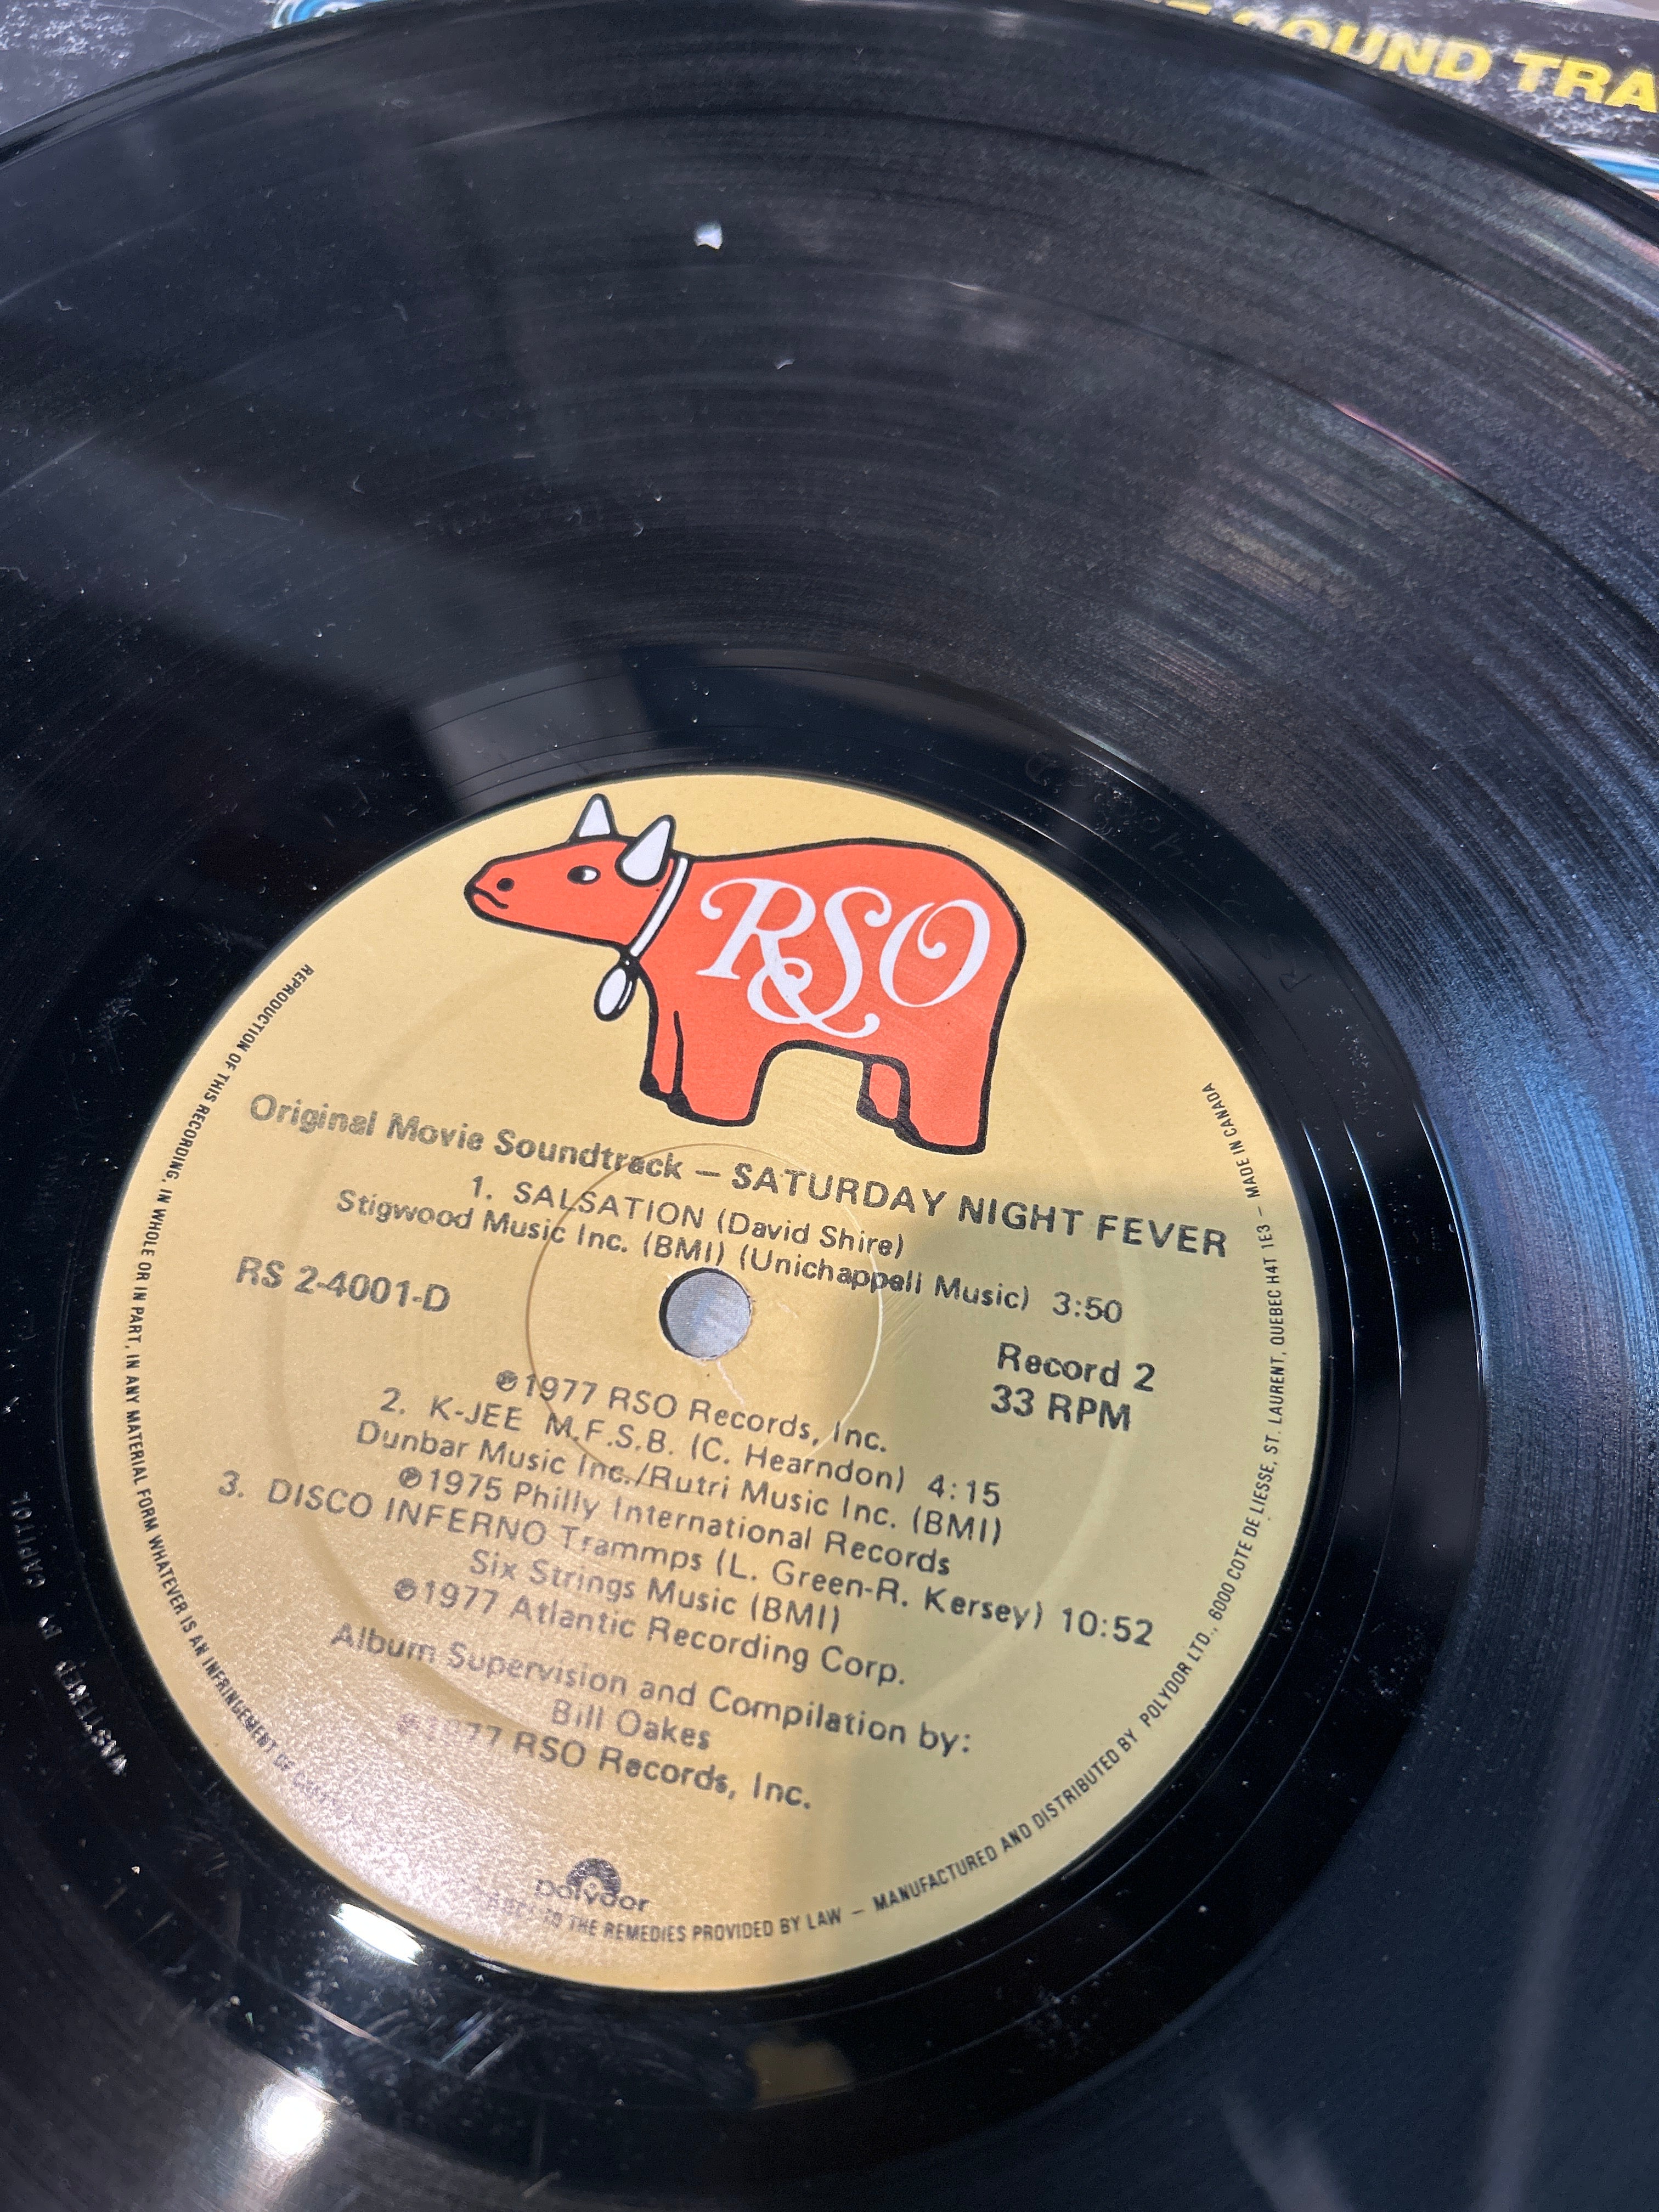 SOUND TRA
RSO
Original Movie Soundtrack – SATURDAY NIGHT FEVER
1. SALSATION (David Shire)
Stigwood Music Inc. (BMI) (Unichappell Music) 3:50
RS 2-4001-D
Record 2
33 RPM
℗1977 RSO Records, Inc.
2. K-JEE M.F.S.B. (C. Hearndon) 4:15
Dunbar Music Inc./Rutri Music Inc. (BMI)
℗1975 Philly International Records
3. DISCO INFERNO Trammps (L. Green-R. Kersey) 10:52
Six Strings Music (BMI)
℗1977 Atlantic Recording Corp.
Album Supervision and Compilation by:
Bill Oakes
℗1977 RSO Records, Inc.
polydor
REPRODUCTION OF THIS RECORDING, IN WHOLE OR IN PART, IN ANY MATERIAL FORM WHATEVER IS AN INFRINGEMENT OF TO THE REMEDIES PROVIDED BY LAW – MANUFACTURED AND DISTRIBUTED BY POLYDOR LTD., 6000 COTE DE LIESSE, ST. LAURENT, QUEBEC H4T 1E3 – MADE IN CANADA
MASTERED BY CAPITOL